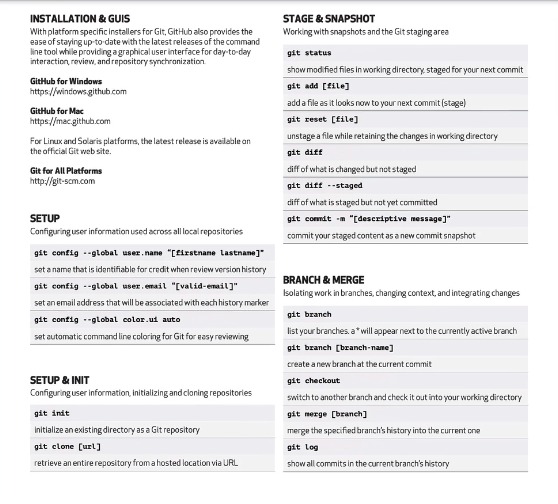 INSTALLATION & GUIS
With platform specific installers for Git, GitHub also provides the
ease of staying up-to-date with the latest releases of the command
line tool while providing a graphical user interface for day-to-day
interaction, review, and repository synchronization.
GitHub for Windows
https://windows.github.com
GitHub for Mac
https://mac.github.com
For Linux and Solaris platforms, the latest release is available on
the official Git web site.
Git for All Platforms
http://git-scm.com
SETUP
Configuring user information used across all local repositories
git config --global user.name "[firstname lastname]"
set a name that is identifiable for credit when review version history
git config --global user.email "[valid-email]"
set an email address that will be associated with each history marker
git config --global color.ui auto
set automatic command line coloring for Git for easy reviewing
SETUP & INIT
Configuring user information, initializing and cloning repositories
git init
initialize an existing directory as a Git repository
git clone [url]
retrieve an entire repository from a hosted location via URL
STAGE & SNAPSHOT
Working with snapshots and the Git staging area
git status
show modified files in working directory, staged for your next commit
git add [file]
add a file as it looks now to your next commit (stage)
git reset [file]
unstage a file while retaining the changes in working directory
git diff
diff of what is changed but not staged
git diff --staged
diff of what is staged but not yet committed
git commit -m "[descriptive message]"
commit your staged content as a new commit snapshot
BRANCH & MERGE
Isolating work in branches, changing context, and integrating changes
git branch
list your branches. a * will appear next to the currently active branch
git branch [branch-name]
create a new branch at the current commit
git checkout
switch to another branch and check it out into your working directory
git merge [branch]
merge the specified branch's history into the current one
git log
show all commits in the current branch's history